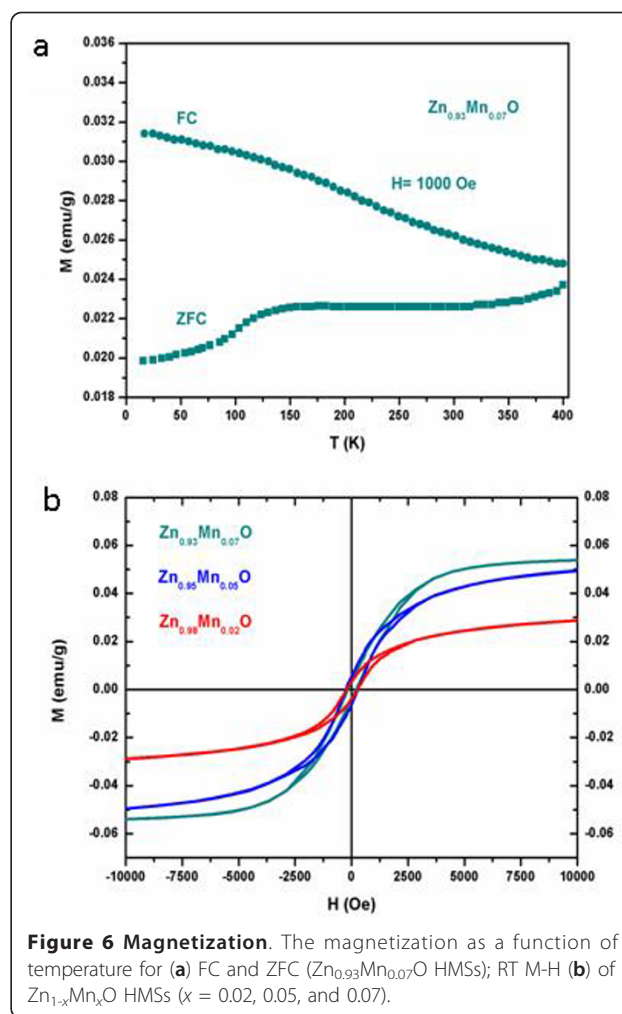 a
0.036
0.034
0.032
0.030
0.028
0.026
0.024
0.022
0.020
0.018
M (emu/g)
FC
Zn0.93Mn0.07O
H= 1000 Oe
ZFC
0 50 100 150 200 250 300 350 400
T (K)
b
0.08 0.08
0.06 0.06
0.04 0.04
0.02 0.02
0.00 0.00
-0.02 -0.02
-0.04 -0.04
-0.06 -0.06
M (emu/g)
Zn0.93Mn0.07O
Zn0.95Mn0.05O
Zn0.98Mn0.02O
-10000 -7500 -5000 -2500 0 2500 5000 7500 10000
H (Oe)
Figure 6 Magnetization. The magnetization as a function of
temperature for (a) FC and ZFC (Zn0.93Mn0.07O HMSs); RT M-H (b) of
Zn1-xMnxO HMSs (x = 0.02, 0.05, and 0.07).